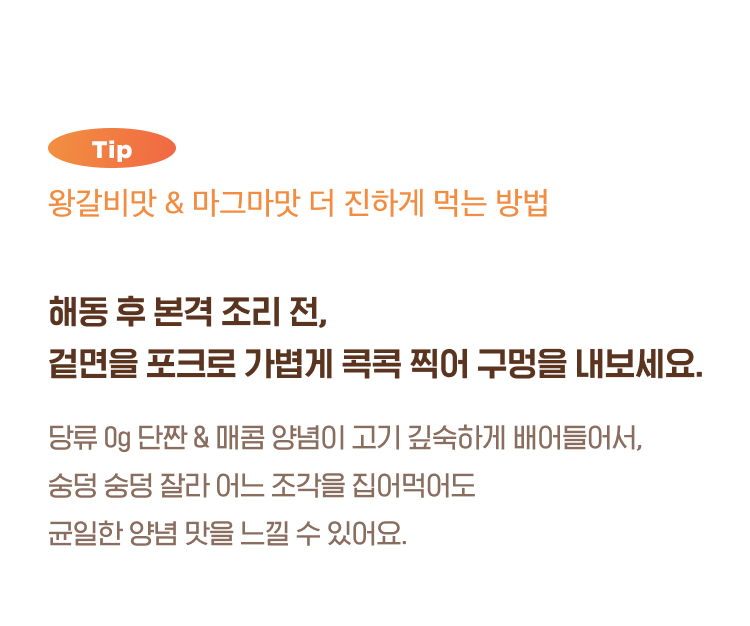 Tip
왕갈비맛 & 마그마맛 더 진하게 먹는 방법
해동 후 본격 조리 전,
겉면을 포크로 가볍게 콕콕 찍어 구멍을 내보세요.
당류 0g 단짠 & 매콤 양념이 고기 깊숙하게 배어들어서,
숭덩 숭덩 잘라 어느 조각을 집어먹어도
균일한 양념 맛을 느낄 수 있어요.